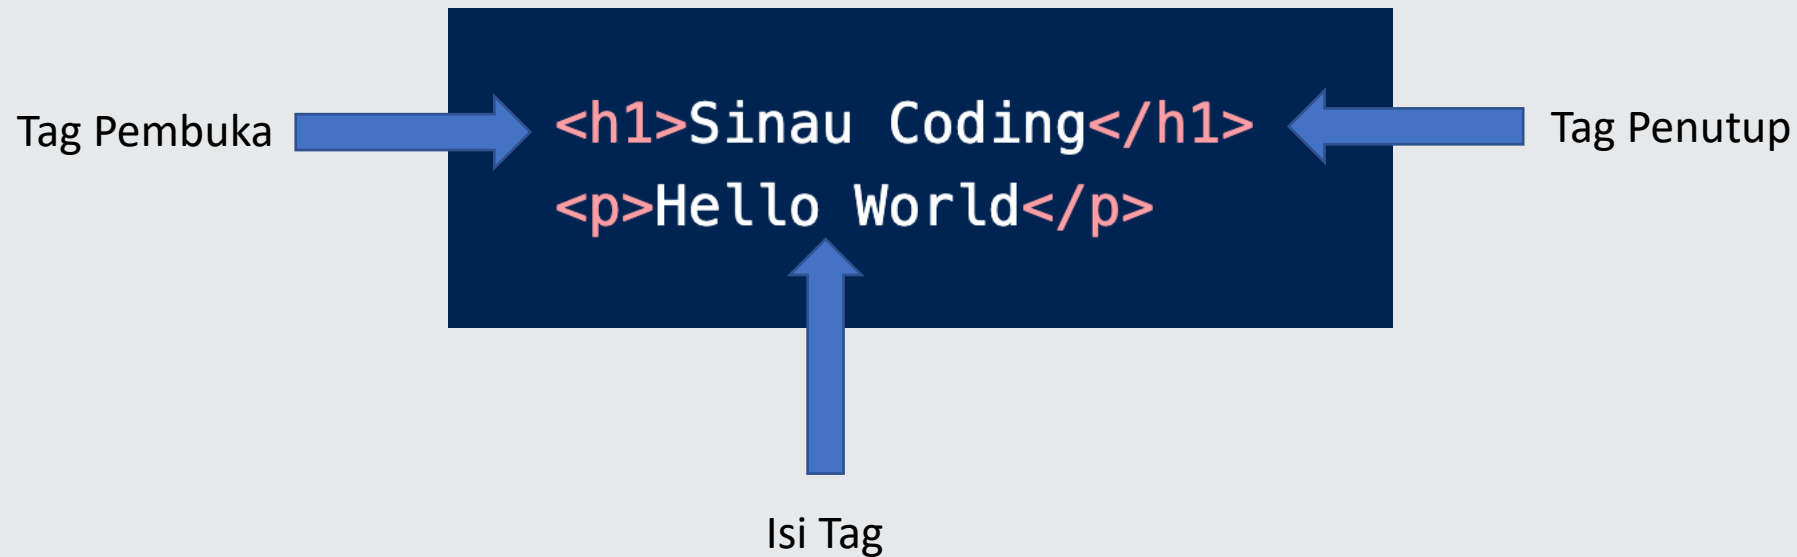 Tag Pembuka
<h1>Sinau Coding</h1>
Tag Penutup
<p>Hello World</p>
Isi Tag